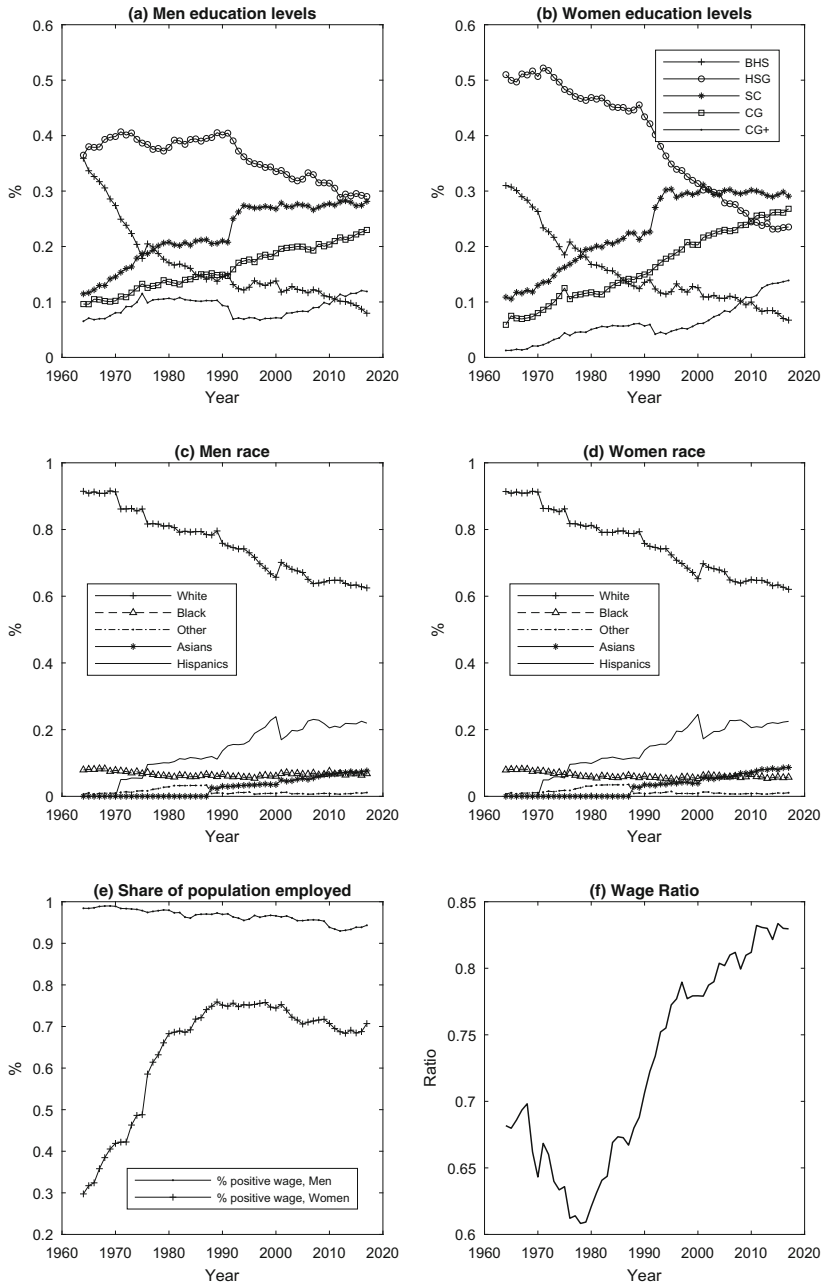 (a) Men education levels
0.6
0.5
0.4
0.3
0.2
0.1
0
%
1960 1970 1980 1990 2000 2010 2020
Year
(b) Women education levels
0.6
0.5
0.4
0.3
0.2
0.1
0
%
BHS
HSG
SC
CG
CG+
1960 1970 1980 1990 2000 2010 2020
Year
(c) Men race
1
0.8
0.6
0.4
0.2
0
%
White
Black
Other
Asians
Hispanics
1960 1970 1980 1990 2000 2010 2020
Year
(d) Women race
1
0.8
0.6
0.4
0.2
0
%
White
Black
Other
Asians
Hispanics
1960 1970 1980 1990 2000 2010 2020
Year
(e) Share of population employed
1
0.9
0.8
0.7
0.6
0.5
0.4
0.3
0.2
%
% positive wage, Men
% positive wage, Women
1960 1970 1980 1990 2000 2010 2020
Year
(f) Wage Ratio
0.85
0.8
0.75
0.7
0.65
0.6
Ratio
1960 1970 1980 1990 2000 2010 2020
Year